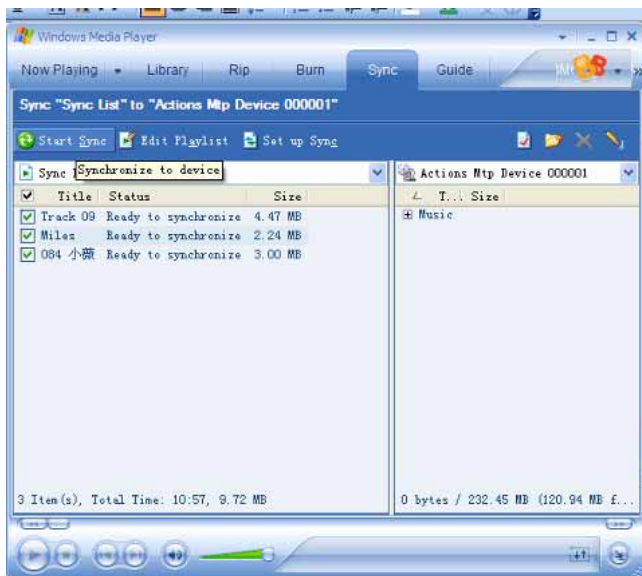 Windows Media Player
Now Playing Library Rip Burn Sync Guide
Sync "Sync List" to "Actions Mtp Device 000001"
Start Sync Edit Playlist Set up Sync
Sync Synchronize to device Actions Mtp Device 000001
Title Status Size T... Size
Track 09 Ready to synchronize 4.47 MB Music
Miles Ready to synchronize 2.24 MB
084 小薇 Ready to synchronize 3.00 MB
3 Item(s), Total Time: 10:57, 9.72 MB 0 bytes / 232.45 MB (120.94 MB f...